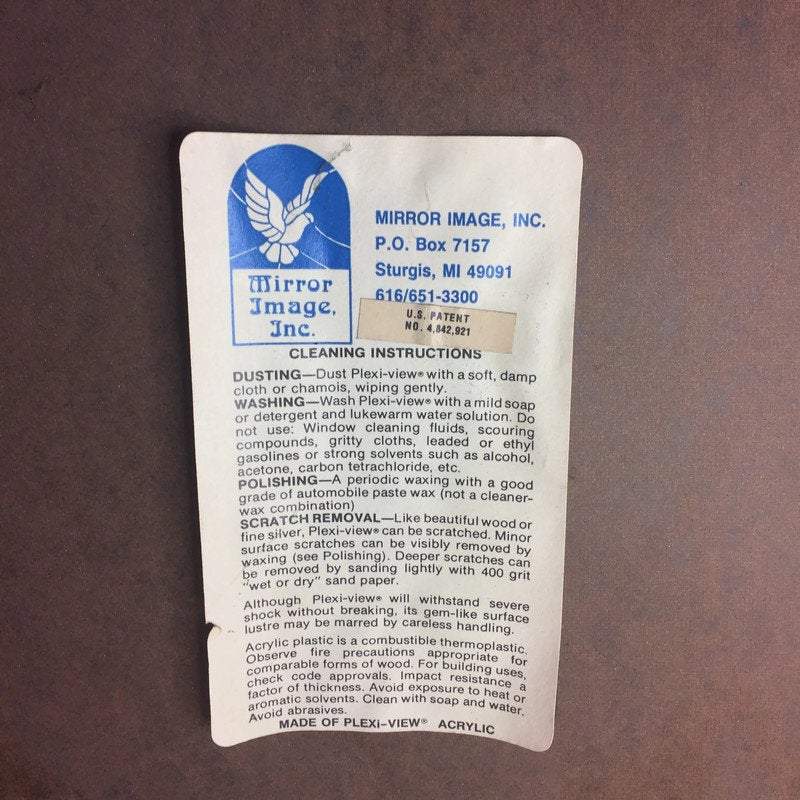 Mirror
Image,
Inc.
MIRROR IMAGE, INC.
P.O. Box 7157
Sturgis, MI 49091
616/651-3300
U.S. PATENT
NO. 4,842,921
CLEANING INSTRUCTIONS
DUSTING—Dust Plexi-view® with a soft, damp
cloth or chamois, wiping gently.
WASHING—Wash Plexi-view® with a mild soap
or detergent and lukewarm water solution. Do
not use: Window cleaning fluids, scouring
compounds, gritty cloths, leaded or ethyl
gasolines or strong solvents such as alcohol,
acetone, carbon tetrachloride, etc.
POLISHING—A periodic waxing with a good
grade of automobile paste wax (not a cleaner-
wax combination)
SCRATCH REMOVAL—Like beautiful wood or
fine silver, Plexi-view® can be scratched. Minor
surface scratches can be visibly removed by
waxing (see Polishing). Deeper scratches can
be removed by sanding lightly with 400 grit
"wet or dry" sand paper.
Although Plexi-view® will withstand severe
shock without breaking, its gem-like surface
lustre may be marred by careless handling.
Acrylic plastic is a combustible thermoplastic.
Observe fire precautions appropriate for
comparable forms of wood. For building uses,
check code approvals. Impact resistance a
factor of thickness. Avoid exposure to heat or
aromatic solvents. Clean with soap and water.
Avoid abrasives.
MADE OF PLEXI-VIEW® ACRYLIC